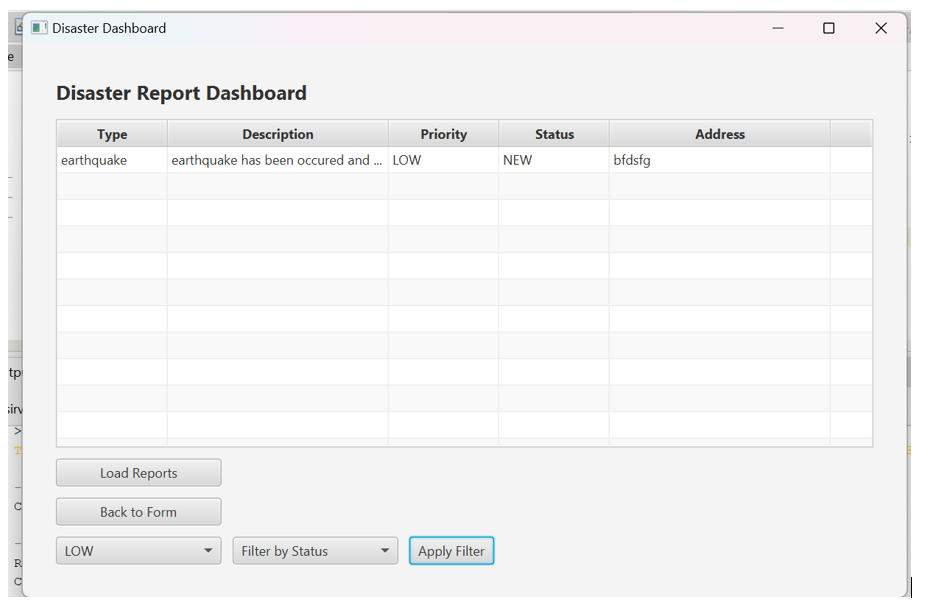 Disaster Dashboard
Disaster Report Dashboard
Type Description Priority Status Address
earthquake earthquake has been occured and ... LOW NEW bfdsfg
Load Reports
Back to Form
LOW Filter by Status Apply Filter